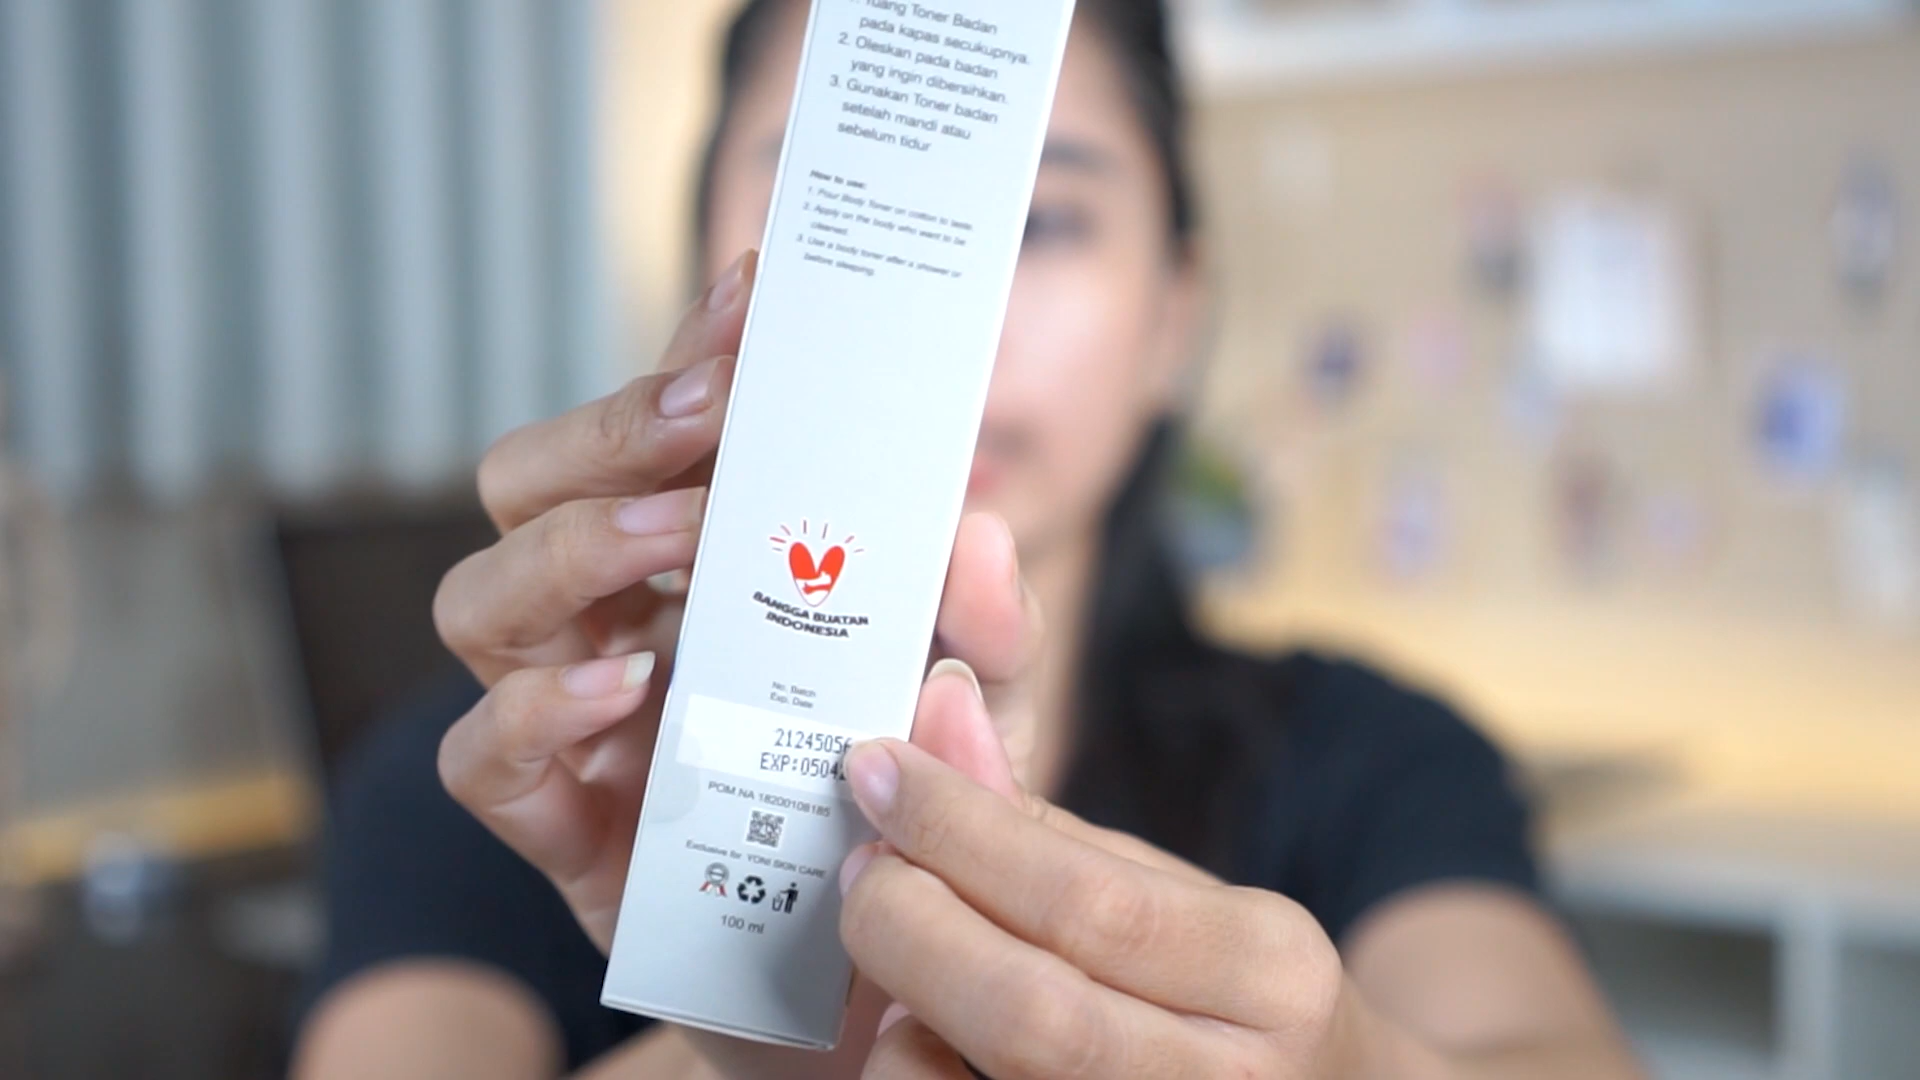 1. Tuang Toner Badan
pada kapas secukupnya.
2. Oleskan pada badan
yang ingin dibersihkan.
3. Gunakan Toner badan
setelah mandi atau
sebelum tidur
How to use:
1. Pour Body Toner on cotton to taste.
2. Apply on the body who want to be
cleaned.
3. Use a body toner after a shower or
before sleeping.
BANGGA BUATAN
INDONESIA
No. Batch
Exp. Date
21245056
EXP:0504
POM NA 18200108185
Exclusive for YONI SKIN CARE
100 ml